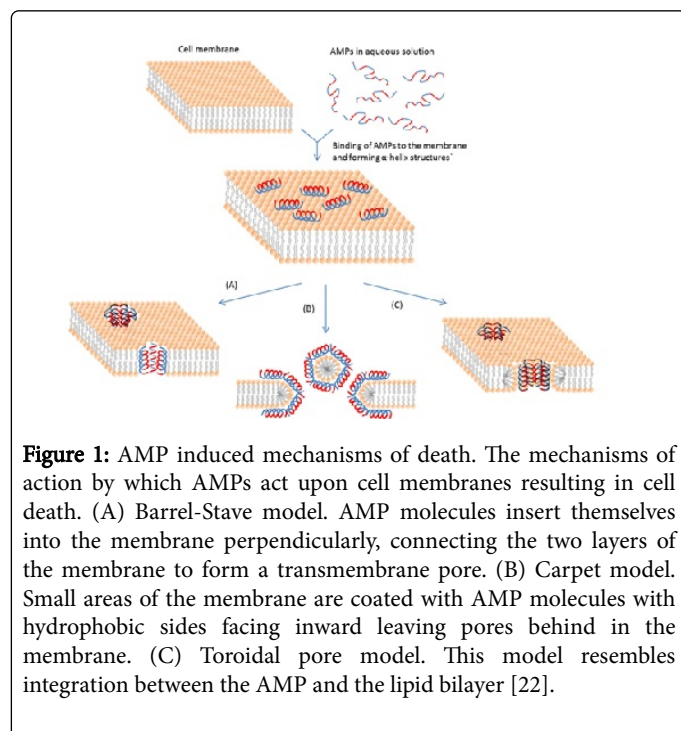 Cell membrane
AMPs in aqueous solution
Binding of AMPs to the membrane
and forming α helix structures'
(A)
(B)
(C)
Figure 1: AMP induced mechanisms of death. The mechanisms of
action by which AMPs act upon cell membranes resulting in cell
death. (A) Barrel-Stave model. AMP molecules insert themselves
into the membrane perpendicularly, connecting the two layers of
the membrane to form a transmembrane pore. (B) Carpet model.
Small areas of the membrane are coated with AMP molecules with
hydrophobic sides facing inward leaving pores behind in the
membrane. (C) Toroidal pore model. This model resembles
integration between the AMP and the lipid bilayer [22].